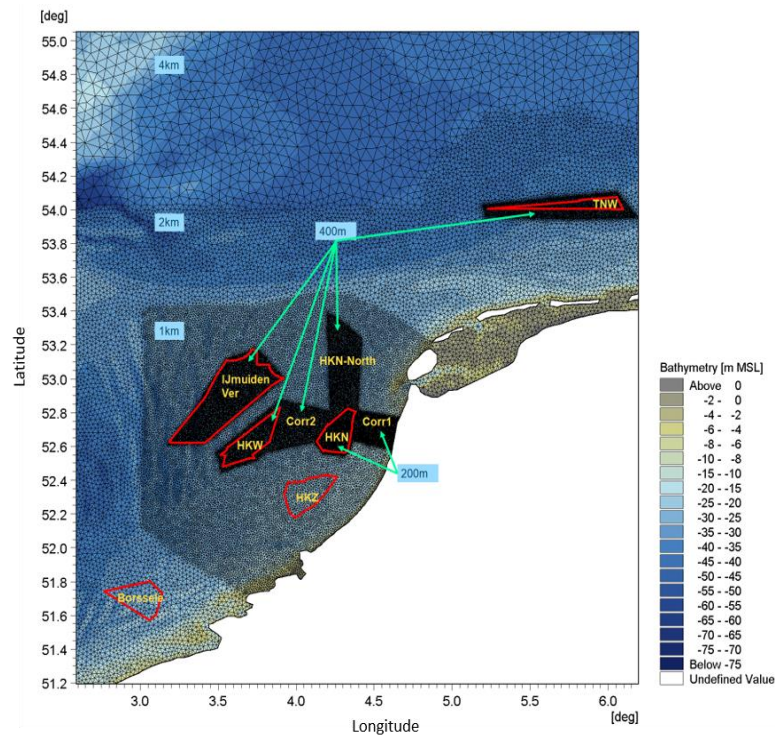 [deg]
55.0
54.8
54.6
54.4
54.2
54.0
53.8
53.6
53.4
53.2
53.0
52.8
52.6
52.4
52.2
52.0
51.8
51.6
51.4
51.2
Latitude
4km
2km
1km
400m
TNW
HKN-North
IJmuiden
Ver
Corr2
Corr1
HKW
HKN
200m
HKZ
Borssele
3.0
3.5
4.0
4.5
5.0
5.5
6.0
[deg]
Longitude
Bathymetry [m MSL]
Above 0
-2 - 0
-4 - -2
-6 - -4
-8 - -6
-10 - -8
-15 - -10
-20 - -15
-25 - -20
-30 - -25
-35 - -30
-40 - -35
-45 - -40
-50 - -45
-55 - -50
-60 - -55
-65 - -60
-70 - -65
-75 - -70
Below -75
Undefined Value